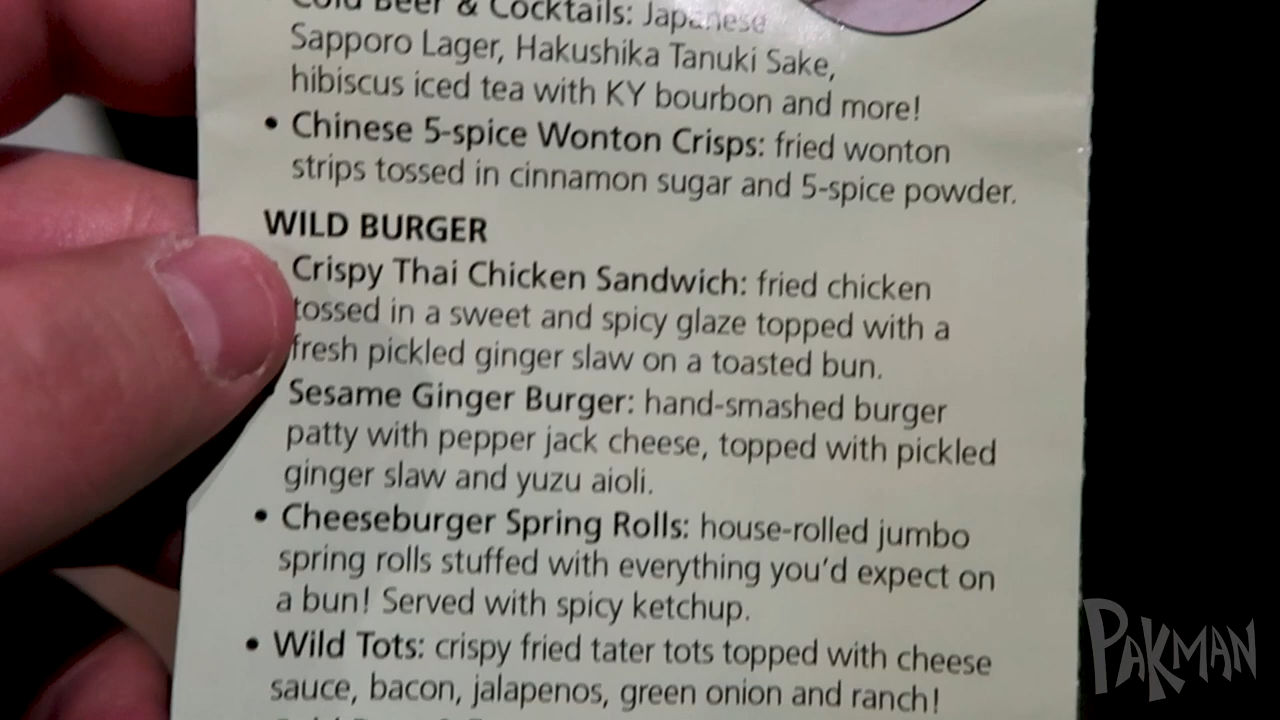 Cold Beer & Cocktails: Japanese
Sapporo Lager, Hakushika Tanuki Sake,
hibiscus iced tea with KY bourbon and more!
• Chinese 5-spice Wonton Crisps: fried wonton
strips tossed in cinnamon sugar and 5-spice powder.
WILD BURGER
Crispy Thai Chicken Sandwich: fried chicken
tossed in a sweet and spicy glaze topped with a
fresh pickled ginger slaw on a toasted bun.
Sesame Ginger Burger: hand-smashed burger
patty with pepper jack cheese, topped with pickled
ginger slaw and yuzu aioli.
• Cheeseburger Spring Rolls: house-rolled jumbo
spring rolls stuffed with everything you'd expect on
a bun! Served with spicy ketchup.
• Wild Tots: crispy fried tater tots topped with cheese
sauce, bacon, jalapenos, green onion and ranch!
PAKMAN